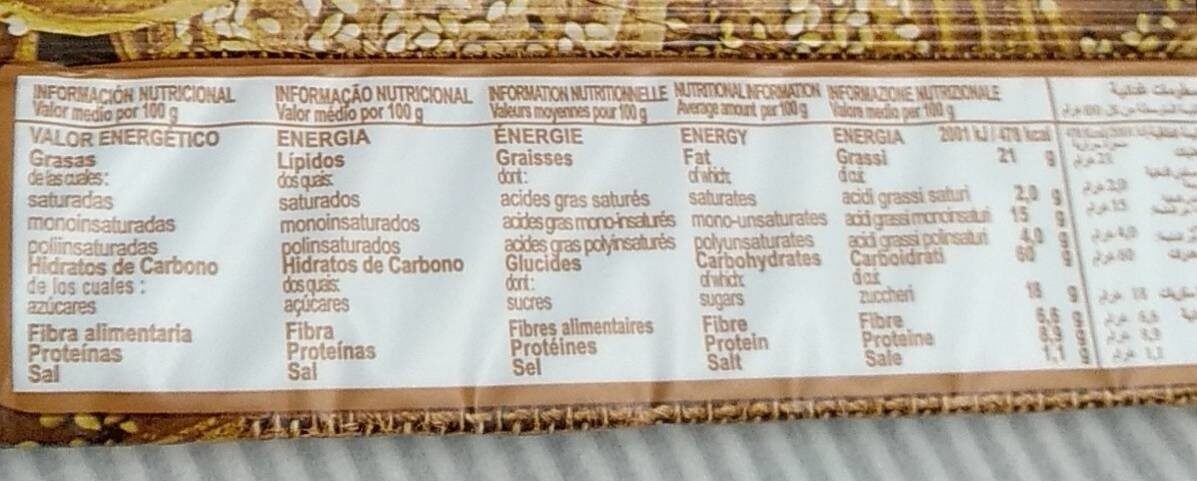 INFORMACIÓN NUTRICIONAL
Valor medio por 100 g
VALOR ENERGÉTICO
Grasas
de las cuales:
saturadas
monoinsaturadas
poliinsaturadas
Hidratos de Carbono
de los cuales :
azúcares
Fibra alimentaria
Proteínas
Sal
INFORMAÇÃO NUTRICIONAL
Valor médio por 100 g
ENERGIA
Lípidos
dos quais:
saturados
monoinsaturados
polinsaturados
Hidratos de Carbono
dos quais:
açúcares
Fibra
Proteínas
Sal
INFORMATION NUTRITIONNELLE
Valeurs moyennes pour 100 g
ÉNERGIE
Graisses
dont:
acides gras saturés
acides gras mono-insaturés
acides gras polyinsaturés
Glucides
dont:
sucres
Fibres alimentaires
Protéines
Sel
NUTRITIONAL INFORMATION
Average amount per 100 g
ENERGY
Fat
of which:
saturates
mono-unsaturates
polyunsaturates
Carbohydrates
of which:
sugars
Fibre
Protein
Salt
INFORMAZIONE NUTRIZIONALE
Valore medio per 100 g
ENERGIA 2001 kJ / 478 kcal
Grassi 21 g
di cui:
acidi grassi saturi 2,0 g
acidi grassi monoinsaturi 15 g
acidi grassi polinsaturi 4,0 g
Carboidrati 60 g
di cui:
zuccheri 18 g
Fibre 6,6 g
Proteine 8,9 g
Sale 1,1 g